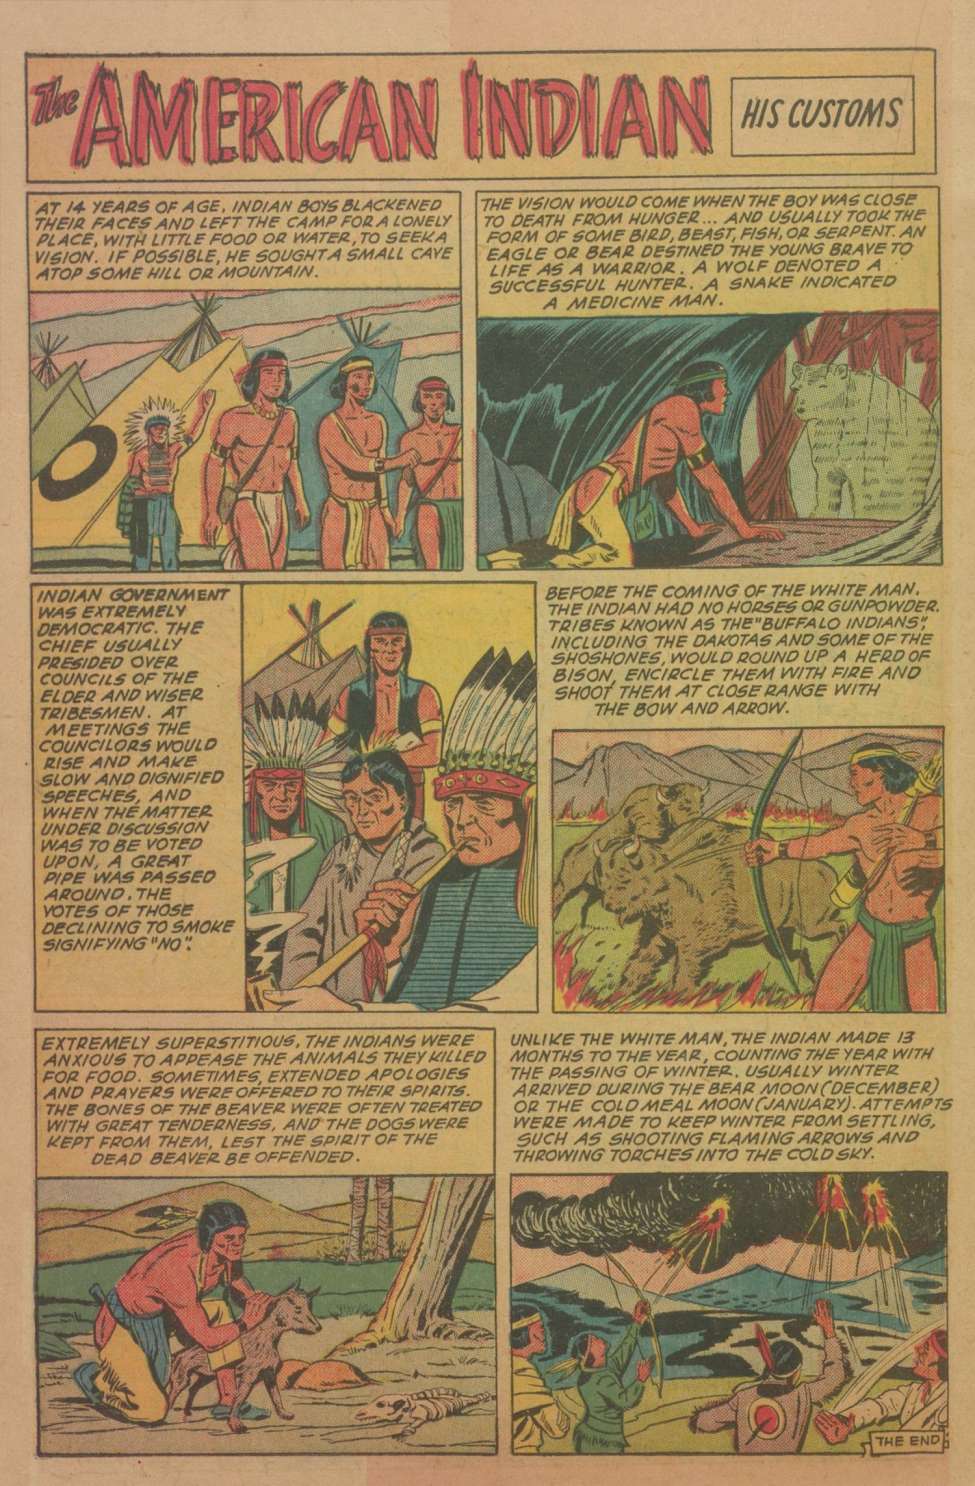 The AMERICAN INDIAN
HIS CUSTOMS
AT 14 YEARS OF AGE, INDIAN BOYS BLACKENED
THEIR FACES AND LEFT THE CAMP FOR A LONELY
PLACE, WITH LITTLE FOOD OR WATER, TO SEEK A
VISION. IF POSSIBLE, HE SOUGHT A SMALL CAVE
ATOP SOME HILL OR MOUNTAIN.
THE VISION WOULD COME WHEN THE BOY WAS CLOSE
TO DEATH FROM HUNGER... AND USUALLY TOOK THE
FORM OF SOME BIRD, BEAST, FISH, OR SERPENT. AN
EAGLE OR BEAR DESTINED THE YOUNG BRAVE TO
LIFE AS A WARRIOR. A WOLF DENOTED A
SUCCESSFUL HUNTER. A SNAKE INDICATED
A MEDICINE MAN.
INDIAN GOVERNMENT
WAS EXTREMELY
DEMOCRATIC. THE
CHIEF USUALLY
PRESIDED OVER
COUNCILS OF THE
ELDER AND WISER
TRIBESMEN. AT
MEETINGS THE
COUNCILORS WOULD
RISE AND MAKE
SLOW AND DIGNIFIED
SPEECHES, AND
WHEN THE MATTER
UNDER DISCUSSION
WAS TO BE VOTED
UPON, A GREAT
PIPE WAS PASSED
AROUND. THE
VOTES OF THOSE
DECLINING TO SMOKE
SIGNIFYING "NO".
BEFORE THE COMING OF THE WHITE MAN,
THE INDIAN HAD NO HORSES OR GUNPOWDER.
TRIBES KNOWN AS THE "BUFFALO INDIANS",
INCLUDING THE DAKOTAS AND SOME OF THE
SHOSHONES, WOULD ROUND UP A HERD OF
BISON, ENCIRCLE THEM WITH FIRE AND
SHOOT THEM AT CLOSE RANGE WITH
THE BOW AND ARROW.
EXTREMELY SUPERSTITIOUS, THE INDIANS WERE
ANXIOUS TO APPEASE THE ANIMALS THEY KILLED
FOR FOOD. SOMETIMES, EXTENDED APOLOGIES
AND PRAYERS WERE OFFERED TO THEIR SPIRITS.
THE BONES OF THE BEAVER WERE OFTEN TREATED
WITH GREAT TENDERNESS, AND THE DOGS WERE
KEPT FROM THEM, LEST THE SPIRIT OF THE
DEAD BEAVER BE OFFENDED.
UNLIKE THE WHITE MAN, THE INDIAN MADE 13
MONTHS TO THE YEAR, COUNTING THE YEAR WITH
THE PASSING OF WINTER. USUALLY WINTER
ARRIVED DURING THE BEAR MOON (DECEMBER)
OR THE COLD MEAL MOON (JANUARY). ATTEMPTS
WERE MADE TO KEEP WINTER FROM SETTLING,
SUCH AS SHOOTING FLAMING ARROWS AND
THROWING TORCHES INTO THE COLD SKY.
THE END